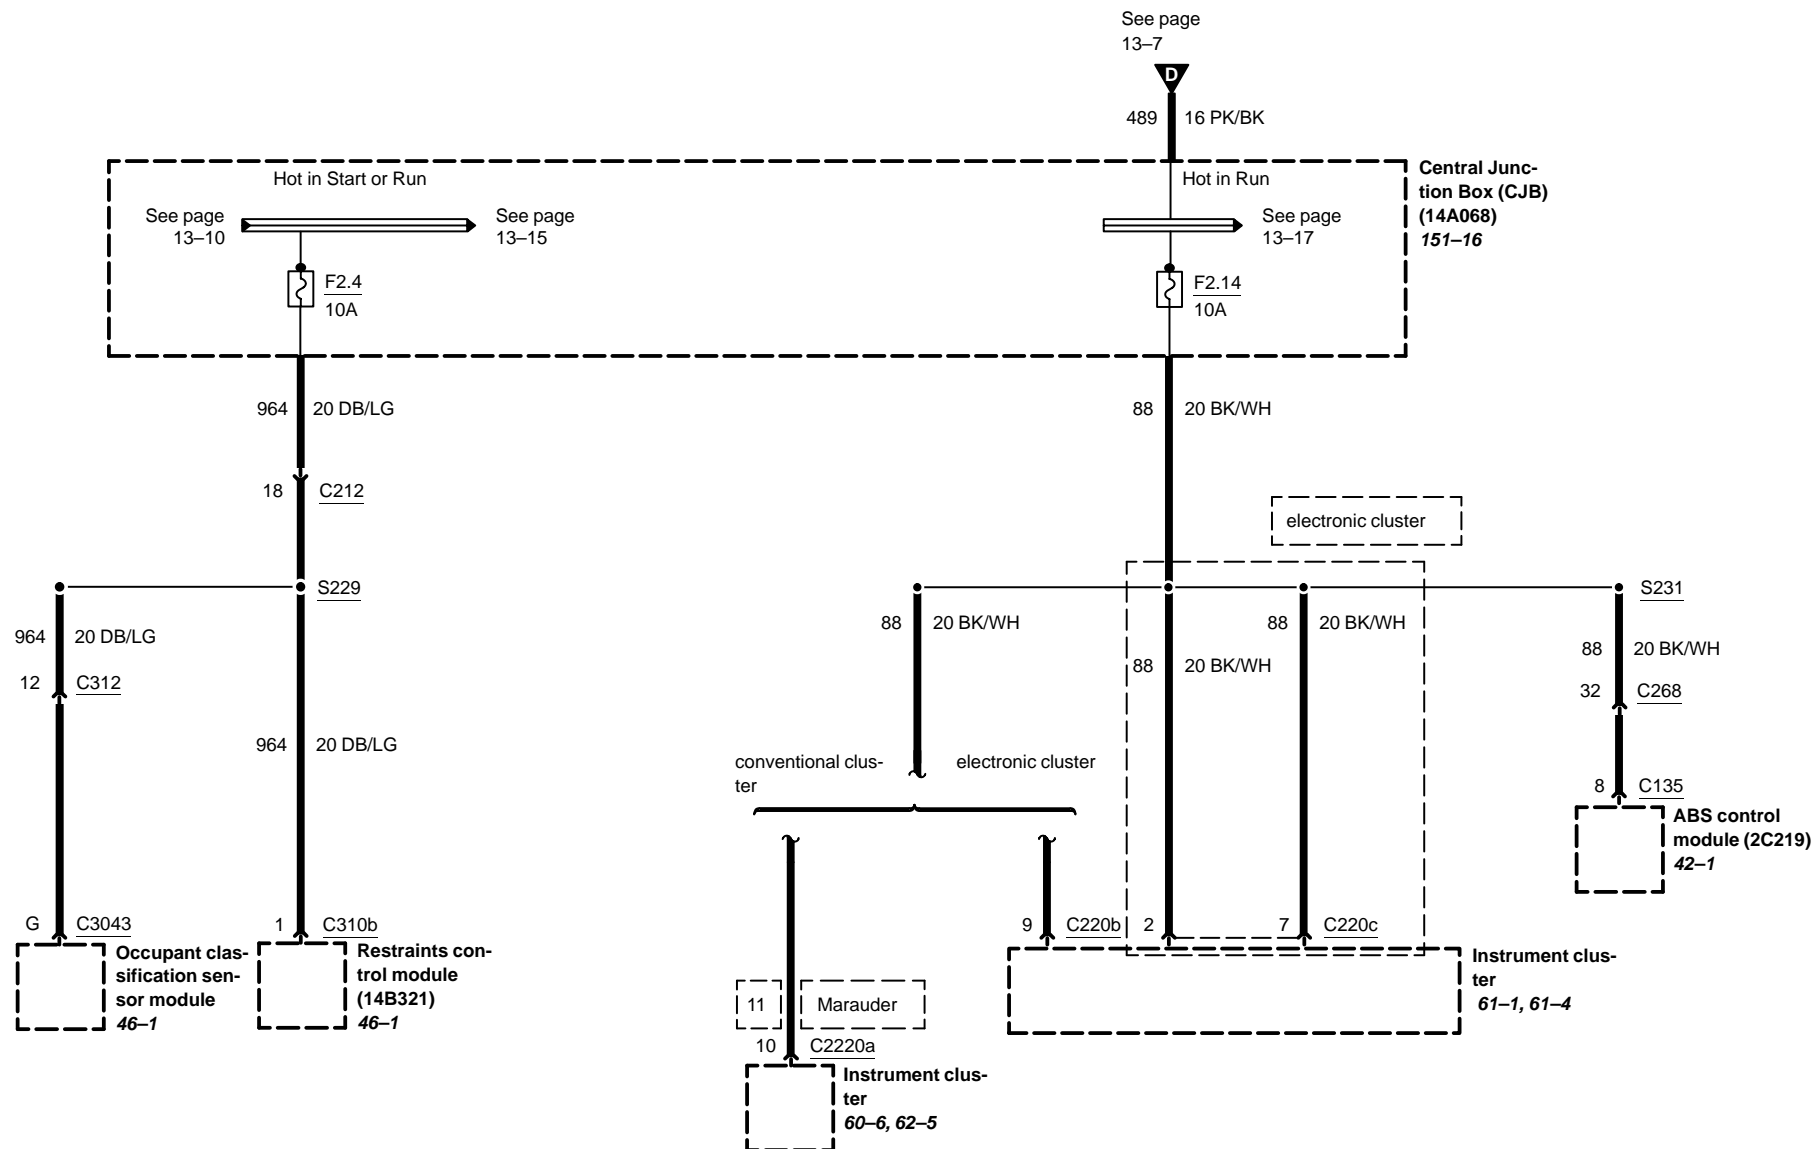 See page
13–7
D
489
16 PK/BK
Hot in Start or Run
Hot in Run
Central Junc-
tion Box (CJB)
(14A068)
151–16
See page
13–10
See page
13–15
See page
13–17
F2.4
10A
F2.14
10A
964
20 DB/LG
88
20 BK/WH
18
C212
electronic cluster
S229
S231
964
20 DB/LG
88
20 BK/WH
88
20 BK/WH
88
20 BK/WH
88
20 BK/WH
12
C312
32
C268
964
20 DB/LG
conventional clus-
ter
electronic cluster
8
C135
ABS control
module (2C219)
42–1
G
C3043
1
C310b
9
C220b
2
7
C220c
Occupant clas-
sification sen-
sor module
46–1
Restraints con-
trol module
(14B321)
46–1
Instrument clus-
ter
61–1, 61–4
11
Marauder
10
C2220a
Instrument clus-
ter
60–6, 62–5